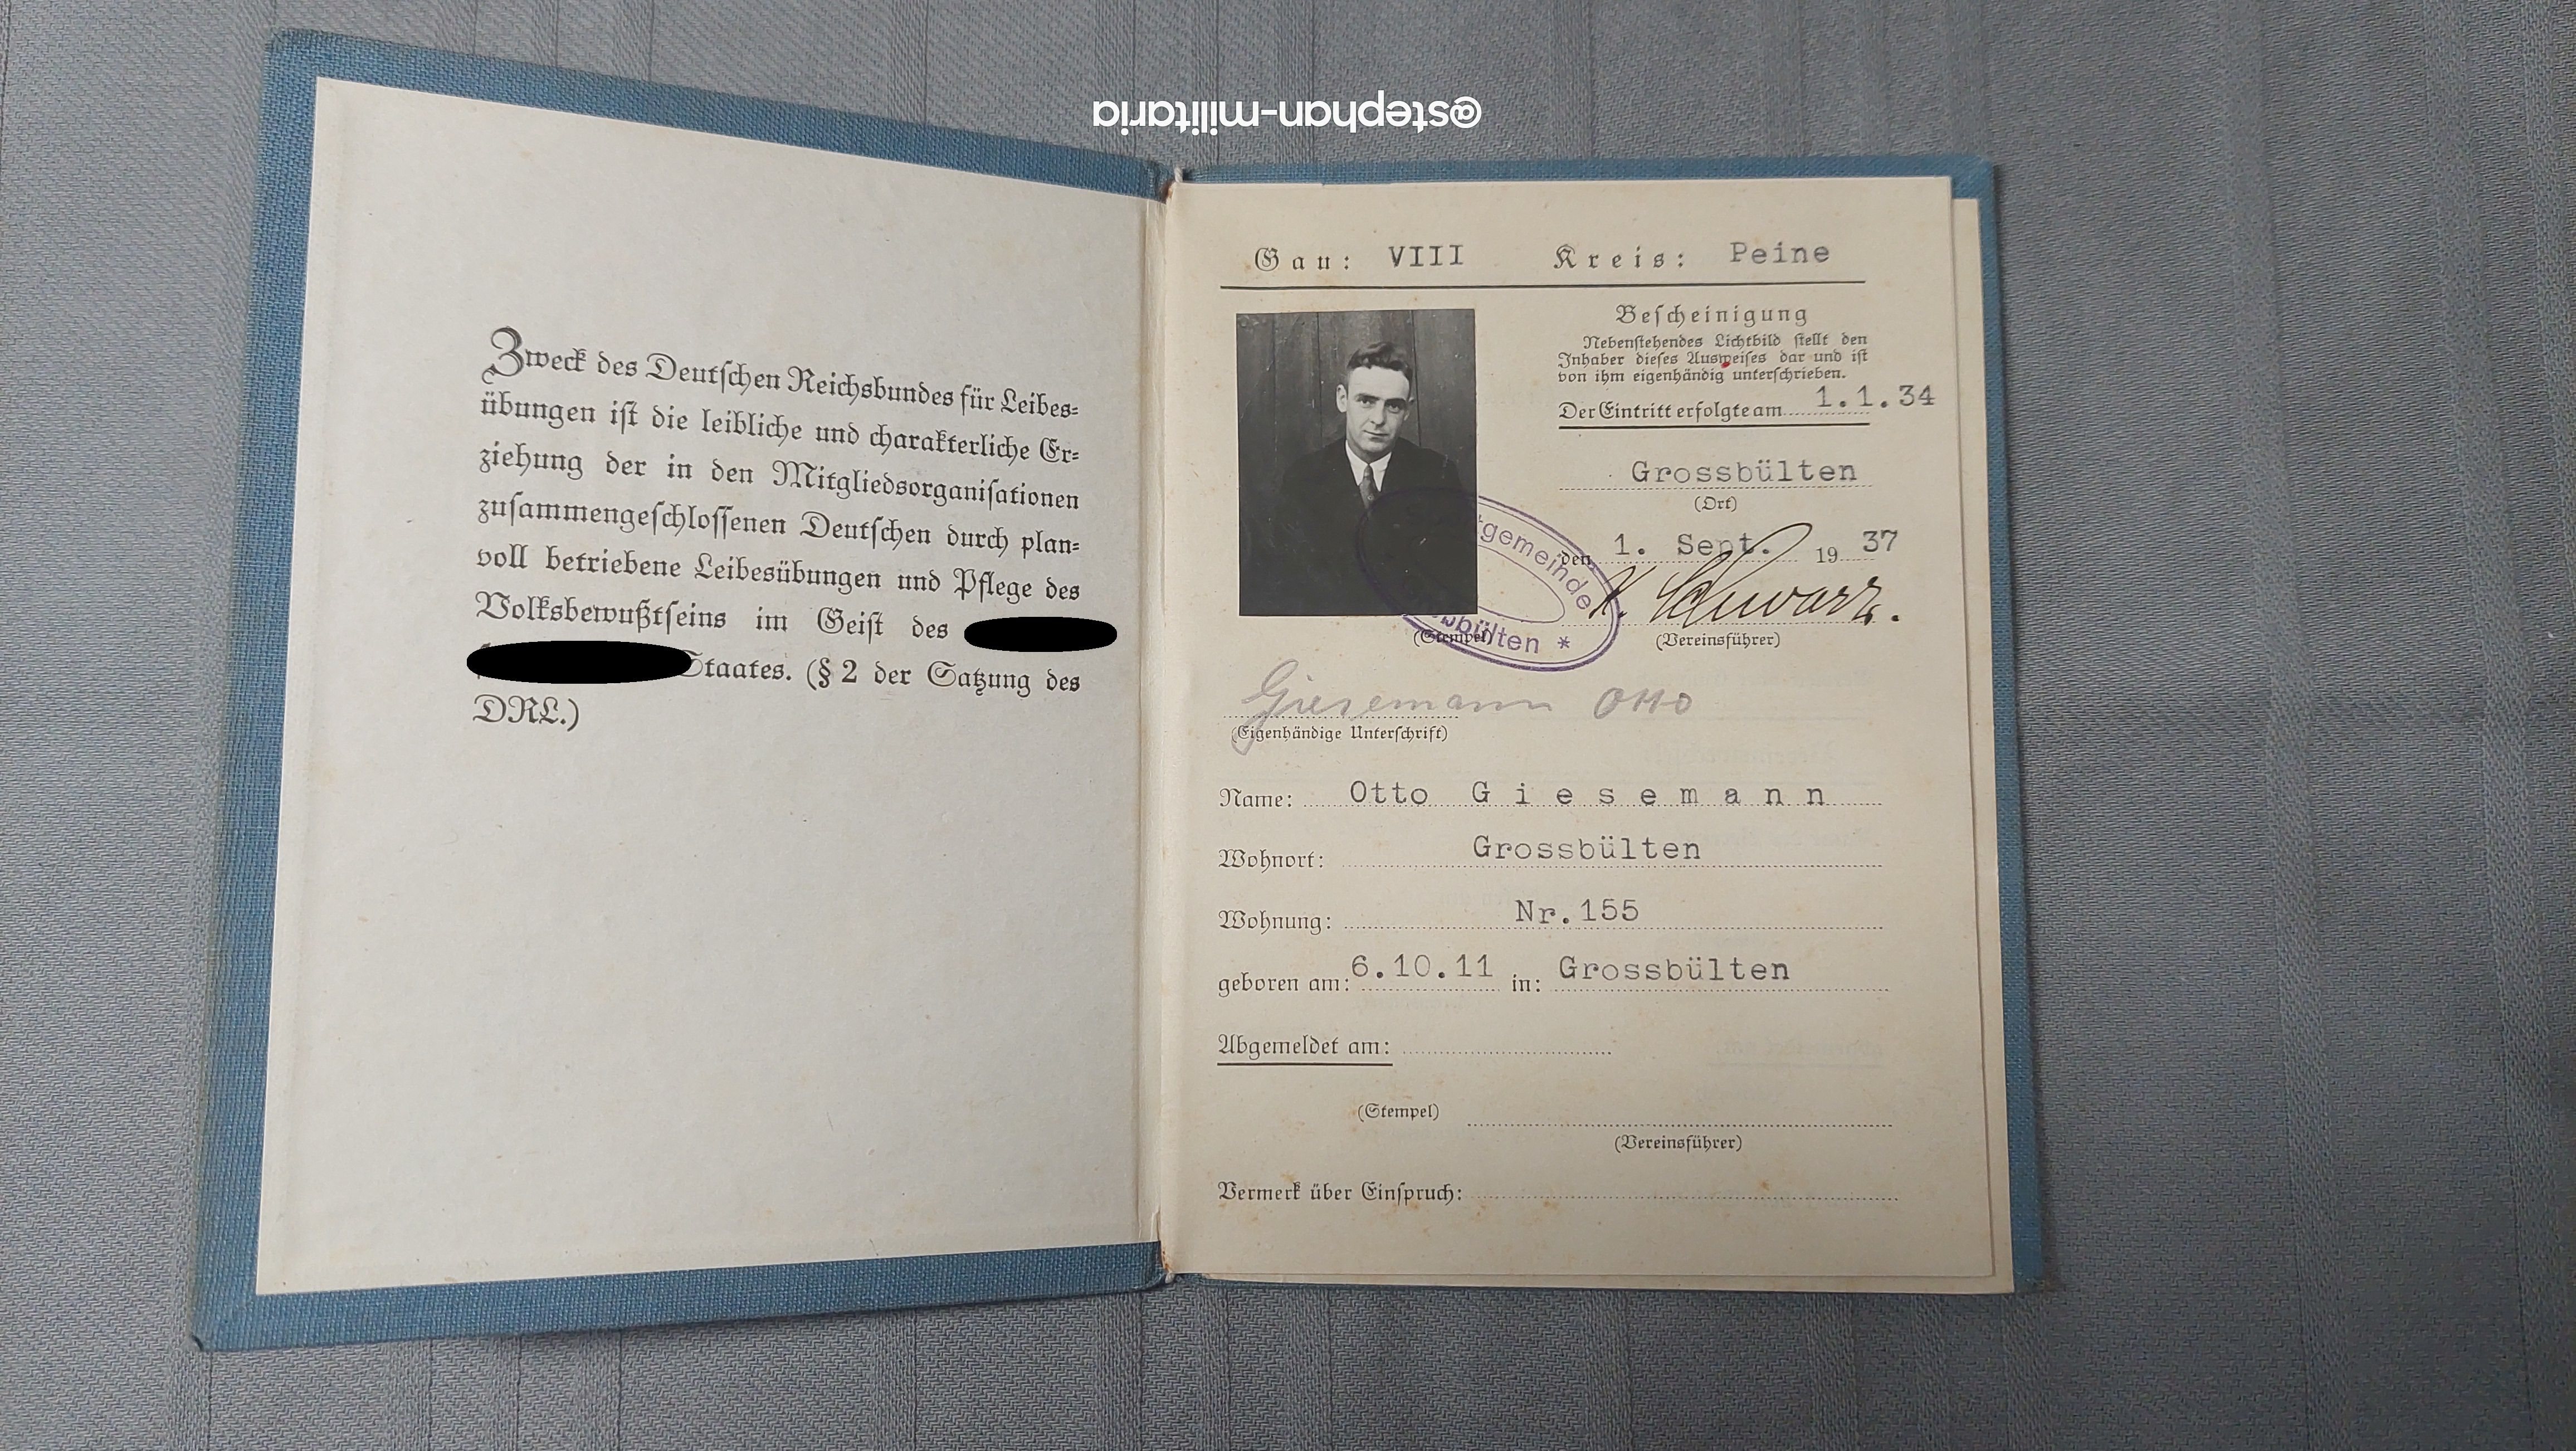 @stephan-militaria
Zweck des Deutschen Reichsbundes für Leibes-
übungen ist die leibliche und charakterliche Er-
ziehung der in den Mitgliedsorganisationen
zusammengeschlossenen Deutschen durch plan-
voll betriebene Leibesübungen und Pflege des
Volksbewußtseins im Geist des
Staates. (§ 2 der Satzung des
DRL.)
Gau: VIII Kreis: Peine
Bescheinigung
Nebenstehendes Lichtbild stellt den
Inhaber dieses Ausweises dar und ist
von ihm eigenhändig unterschrieben.
Der Eintritt erfolgte am 1.1.34
Grossbülten
(Ort)
den 1. Sept. 19 37
K. Schwarz.
(Stempel) (Vereinsführer)
Giesemann Otto
(Eigenhändige Unterschrift)
Name: Otto Giesemann
Wohnort: Grossbülten
Wohnung: Nr.155
geboren am: 6.10.11 in: Grossbülten
Abgemeldet am:
(Stempel)
(Vereinsführer)
Vermerk über Einspruch: